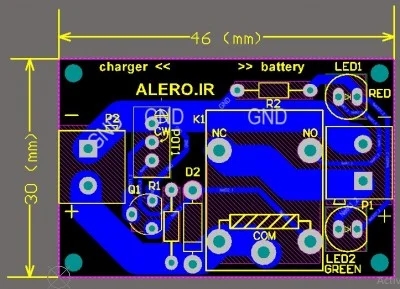 46 (mm)
charger << >> battery LED1
ALERO.IR
RED
R2
P2 GND GND K1 GND
CW POT1 NC NO
30 (mm)
D2
Q1 R1
P1
COM
LED2
GREEN